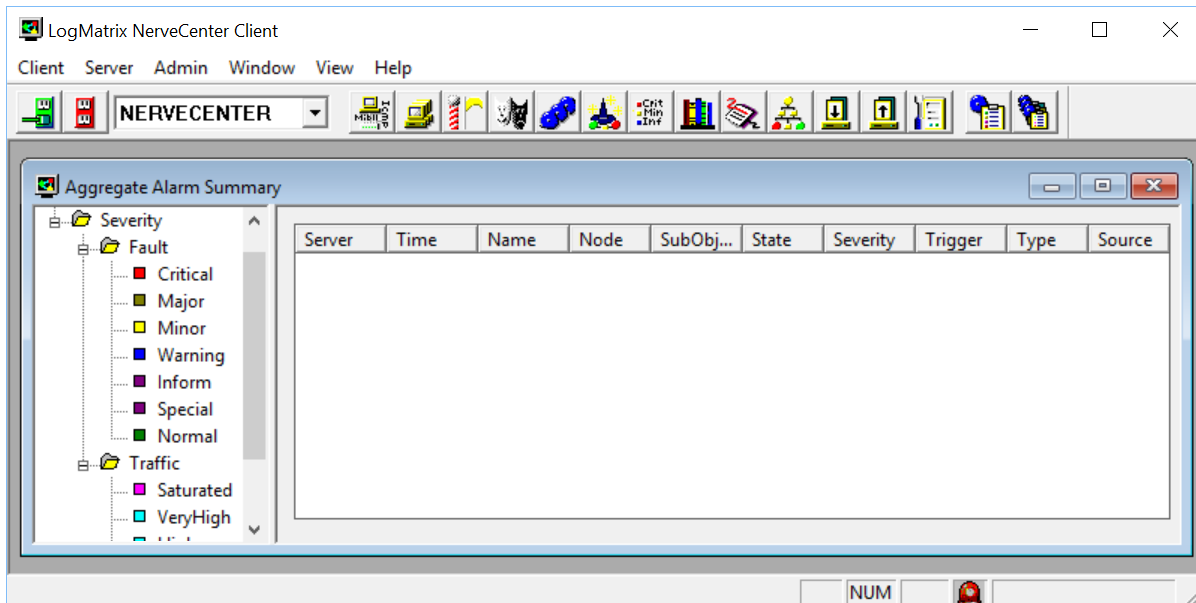 LogMatrix NerveCenter Client
Client Server Admin Window View Help
NERVECENTER
Crit
Min
Inf
Aggregate Alarm Summary
Severity
Fault
Critical
Major
Minor
Warning
Inform
Special
Normal
Traffic
Saturated
VeryHigh
Server Time Name Node SubObj... State Severity Trigger Type Source
NUM